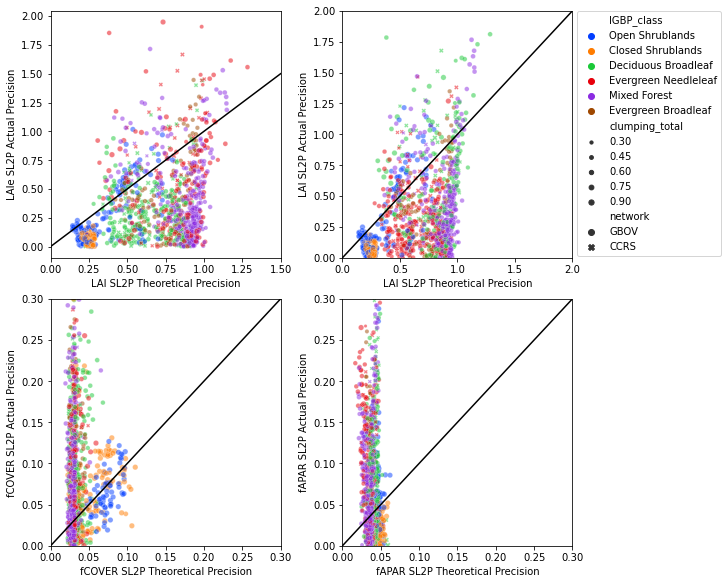 2.00
1.75
1.50
1.25
1.00
0.75
0.50
0.25
0.00
LAIe SL2P Actual Precision
0.00 0.25 0.50 0.75 1.00 1.25 1.50
LAI SL2P Theoretical Precision
2.00
1.75
1.50
1.25
1.00
0.75
0.50
0.25
0.00
LAI SL2P Actual Precision
0.0 0.5 1.0 1.5 2.0
LAI SL2P Theoretical Precision
IGBP_class
Open Shrublands
Closed Shrublands
Deciduous Broadleaf
Evergreen Needleleaf
Mixed Forest
Evergreen Broadleaf
clumping_total
0.30
0.45
0.60
0.75
0.90
network
GBOV
CCRS
0.30
0.25
0.20
0.15
0.10
0.05
0.00
fCOVER SL2P Actual Precision
0.00 0.05 0.10 0.15 0.20 0.25 0.30
fCOVER SL2P Theoretical Precision
0.30
0.25
0.20
0.15
0.10
0.05
0.00
fAPAR SL2P Actual Precision
0.00 0.05 0.10 0.15 0.20 0.25 0.30
fAPAR SL2P Theoretical Precision